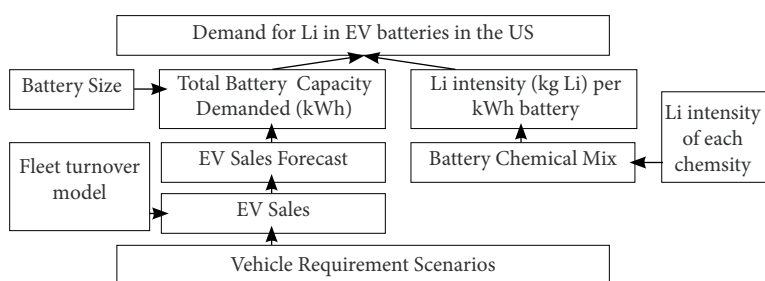 Demand for Li in EV batteries in the US
Battery Size
Total Battery Capacity
Demanded (kWh)
Li intensity (kg Li) per
kWh battery
Li intensity
of each
chemsity
Fleet turnover
model
EV Sales Forecast
Battery Chemical Mix
EV Sales
Vehicle Requirement Scenarios